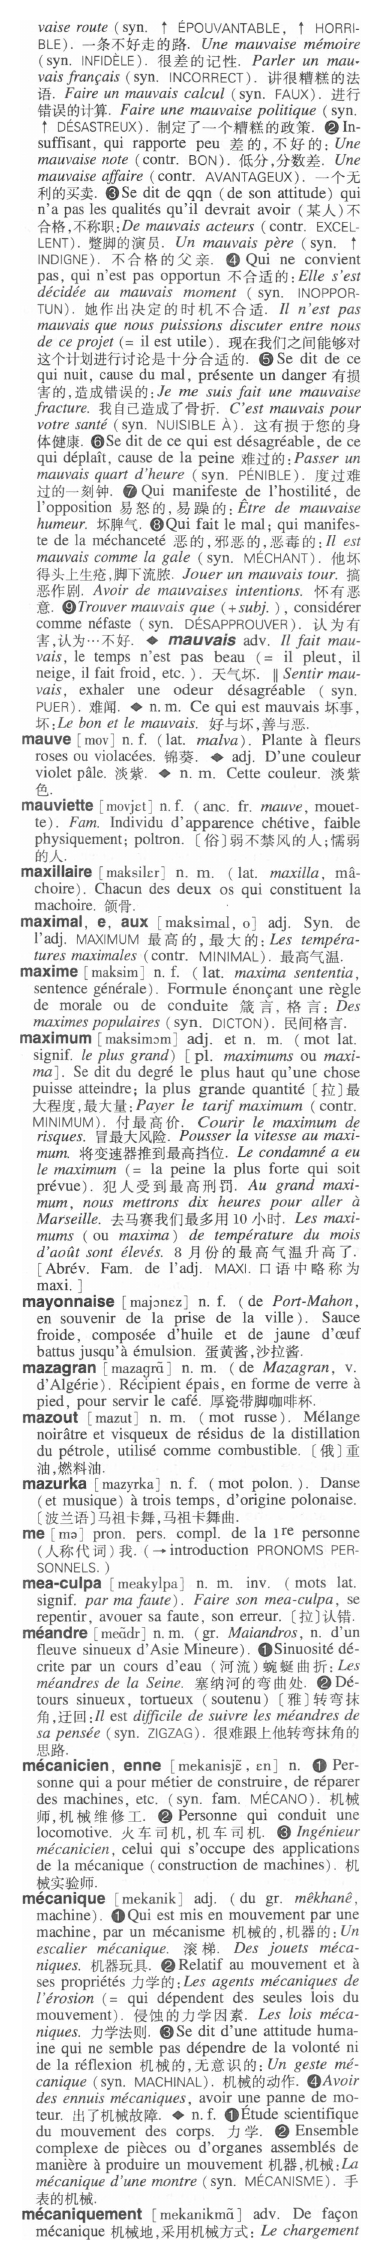 vaise route (syn. ↑ ÉPOUVANTABLE, ↑ HORRI-
BLE). 一条不好走的路. Une mauvaise mémoire
(syn. INFIDÈLE). 很差的记性. Parler un mau-
vais français (syn. INCORRECT). 讲很糟糕的法
语. Faire un mauvais calcul (syn. FAUX). 进行
错误的计算. Faire une mauvaise politique (syn.
↑ DÉSASTREUX). 制定了一个糟糕的政策. ❷ In-
suffisant, qui rapporte peu 差的, 不好的: Une
mauvaise note (contr. BON). 低分,分数差. Une
mauvaise affaire (contr. AVANTAGEUX). 一个无
利的买卖. ❸ Se dit de qqn (de son attitude) qui
n'a pas les qualités qu'il devrait avoir (某人)不
合格,不称职: De mauvais acteurs (contr. EXCEL-
LENT). 蹩脚的演员. Un mauvais père (syn. ↑
INDIGNE). 不合格的父亲. ❹ Qui ne convient
pas, qui n'est pas opportun 不合适的: Elle s'est
décidée au mauvais moment (syn. INOPPOR-
TUN). 她作出决定的时机不合适. Il n'est pas
mauvais que nous puissions discuter entre nous
de ce projet (= il est utile). 现在我们之间能够对
这个计划进行讨论是十分合适的. ❺ Se dit de ce
qui nuit, cause du mal, présente un danger 有损
害的,造成错误的: Je me suis fait une mauvaise
fracture. 我自己造成了骨折. C'est mauvais pour
votre santé (syn. NUISIBLE À). 这有损于您的身
体健康. ❻ Se dit de ce qui est désagréable, de ce
qui déplaît, cause de la peine 难过的: Passer un
mauvais quart d'heure (syn. PÉNIBLE). 度过难
过的一刻钟. ❼ Qui manifeste de l'hostilité, de
l'opposition 易怒的,易躁的: Être de mauvaise
humeur. 坏脾气. ❽ Qui fait le mal; qui manifes-
te de la méchanceté 恶的,邪恶的,恶毒的: Il est
mauvais comme la gale (syn. MÉCHANT). 他坏
得头上生疮,脚下流脓. Jouer un mauvais tour. 搞
恶作剧. Avoir de mauvaises intentions. 怀有恶
意. ❾ Trouver mauvais que (+ subj. ), considérer
comme néfaste (syn. DÉSAPPROUVER). 认为有
害,认为…不好. ◆ mauvais adv. Il fait mau-
vais, le temps n'est pas beau (= il pleut, il
neige, il fait froid, etc. ). 天气坏. ‖ Sentir mau-
vais, exhaler une odeur désagréable (syn.
PUER). 难闻. ◆ n. m. Ce qui est mauvais 坏事,
坏: Le bon et le mauvais. 好与坏,善与恶.
mauve [mov] n. f. (lat. malva). Plante à fleurs
roses ou violacées. 锦葵. ◆ adj. D'une couleur
violet pâle. 淡紫. ◆ n. m. Cette couleur. 淡紫
色.
mauviette [movjɛt] n. f. (anc. fr. mauve, mouet-
te). Fam. Individu d'apparence chétive, faible
physiquement; poltron. [俗]弱不禁风的人;懦弱
的人.
maxillaire [maksilɛr] n. m. (lat. maxilla, mâ-
choire). Chacun des deux os qui constituent la
machoire. 颌骨.
maximal, e, aux [maksimal, o] adj. Syn. de
l'adj. MAXIMUM 最高的,最大的: Les tempéra-
tures maximales (contr. MINIMAL). 最高气温.
maxime [maksim] n. f. (lat. maxima sententia,
sentence générale). Formule énonçant une règle
de morale ou de conduite 箴言, 格言: Des
maximes populaires (syn. DICTON). 民间格言.
maximum [maksimɔm] adj. et n. m. (mot lat.
signif. le plus grand) [pl. maximums ou maxi-
ma]. Se dit du degré le plus haut qu'une chose
puisse atteindre; la plus grande quantité [拉]最
大程度,最大量: Payer le tarif maximum (contr.
MINIMUM). 付最高价. Courir le maximum de
risques. 冒最大风险. Pousser la vitesse au maxi-
mum. 将变速器推到最高挡位. Le condamné a eu
le maximum (= la peine la plus forte qui soit
prévue). 犯人受到最高刑罚. Au grand maxi-
mum, nous mettrons dix heures pour aller à
Marseille. 去马赛我们最多用 10 小时. Les maxi-
mums (ou maxima) de température du mois
d'août sont élevés. 8 月份的最高气温升高了.
[Abrév. Fam. de l'adj. MAXI. 口语中略称为
maxi. ]
mayonnaise [majɔnɛz] n. f. (de Port-Mahon,
en souvenir de la prise de la ville). Sauce
froide, composée d'huile et de jaune d'œuf
battus jusqu'à émulsion. 蛋黄酱,沙拉酱.
mazagran [mazagrɑ̃] n. m. (de Mazagran, v.
d'Algérie). Récipient épais, en forme de verre à
pied, pour servir le café. 厚瓷带脚咖啡杯.
mazout [mazut] n. m. (mot russe). Mélange
noirâtre et visqueux de résidus de la distillation
du pétrole, utilisé comme combustible. [俄]重
油,燃料油.
mazurka [mazyrka] n. f. (mot polon. ). Danse
(et musique) à trois temps, d'origine polonaise.
[波兰语]马祖卡舞,马祖卡舞曲.
me [mə] pron. pers. compl. de la 1re personne
(人称代词)我. (→ introduction PRONOMS PER-
SONNELS. )
mea-culpa [meakylpa] n. m. inv. (mots lat.
signif. par ma faute). Faire son mea-culpa, se
repentir, avouer sa faute, son erreur. [拉]认错.
méandre [meɑ̃dr] n. m. (gr. Maiandros, n. d'un
fleuve sinueux d'Asie Mineure). ❶ Sinuosité dé-
crite par un cours d'eau (河流)蜿蜒曲折: Les
méandres de la Seine. 塞纳河的弯曲处. ❷ Dé-
tours sinueux, tortueux (soutenu) [雅]转弯抹
角,迂回: Il est difficile de suivre les méandres de
sa pensée (syn. ZIGZAG). 很难跟上他转弯抹角的
思路.
mécanicien, enne [mekanisjɛ̃, ɛn] n. ❶ Per-
sonne qui a pour métier de construire, de réparer
des machines, etc. (syn. fam. MÉCANO). 机械
师,机械维修工. ❷ Personne qui conduit une
locomotive. 火车司机,机车司机. ❸ Ingénieur
mécanicien, celui qui s'occupe des applications
de la mécanique (construction de machines). 机
械实验师.
mécanique [mekanik] adj. (du gr. mêkhanê,
machine). ❶ Qui est mis en mouvement par une
machine, par un mécanisme 机械的,机器的: Un
escalier mécanique. 滚梯. Des jouets méca-
niques. 机器玩具. ❷ Relatif au mouvement et à
ses propriétés 力学的: Les agents mécaniques de
l'érosion (= qui dépendent des seules lois du
mouvement). 侵蚀的力学因素. Les lois méca-
niques. 力学法则. ❸ Se dit d'une attitude humai-
ne qui ne semble pas dépendre de la volonté ni
de la réflexion 机械的,无意识的: Un geste mé-
canique (syn. MACHINAL). 机械的动作. ❹ Avoir
des ennuis mécaniques, avoir une panne de mo-
teur. 出了机械故障. ◆ n. f. ❶ Étude scientifique
du mouvement des corps. 力学. ❷ Ensemble
complexe de pièces ou d'organes assemblés de
manière à produire un mouvement 机器,机械: La
mécanique d'une montre (syn. MÉCANISME). 手
表的机械.
mécaniquement [mekanikmɑ̃] adv. De façon
mécanique 机械地,采用机械方式: Le chargement